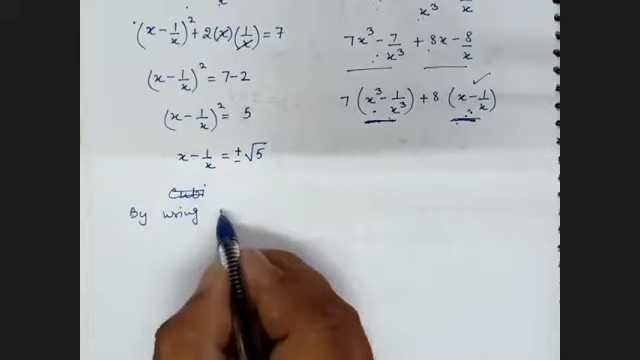 (x - 1/x)² + 2(x)(1/x) = 7
(x - 1/x)² = 7 - 2
(x - 1/x)² = 5
x - 1/x = ±√5
Cubi
By using
x³ x
7x³ - 7/x³ + 8x - 8/x
7(x³ - 1/x³) + 8(x - 1/x)